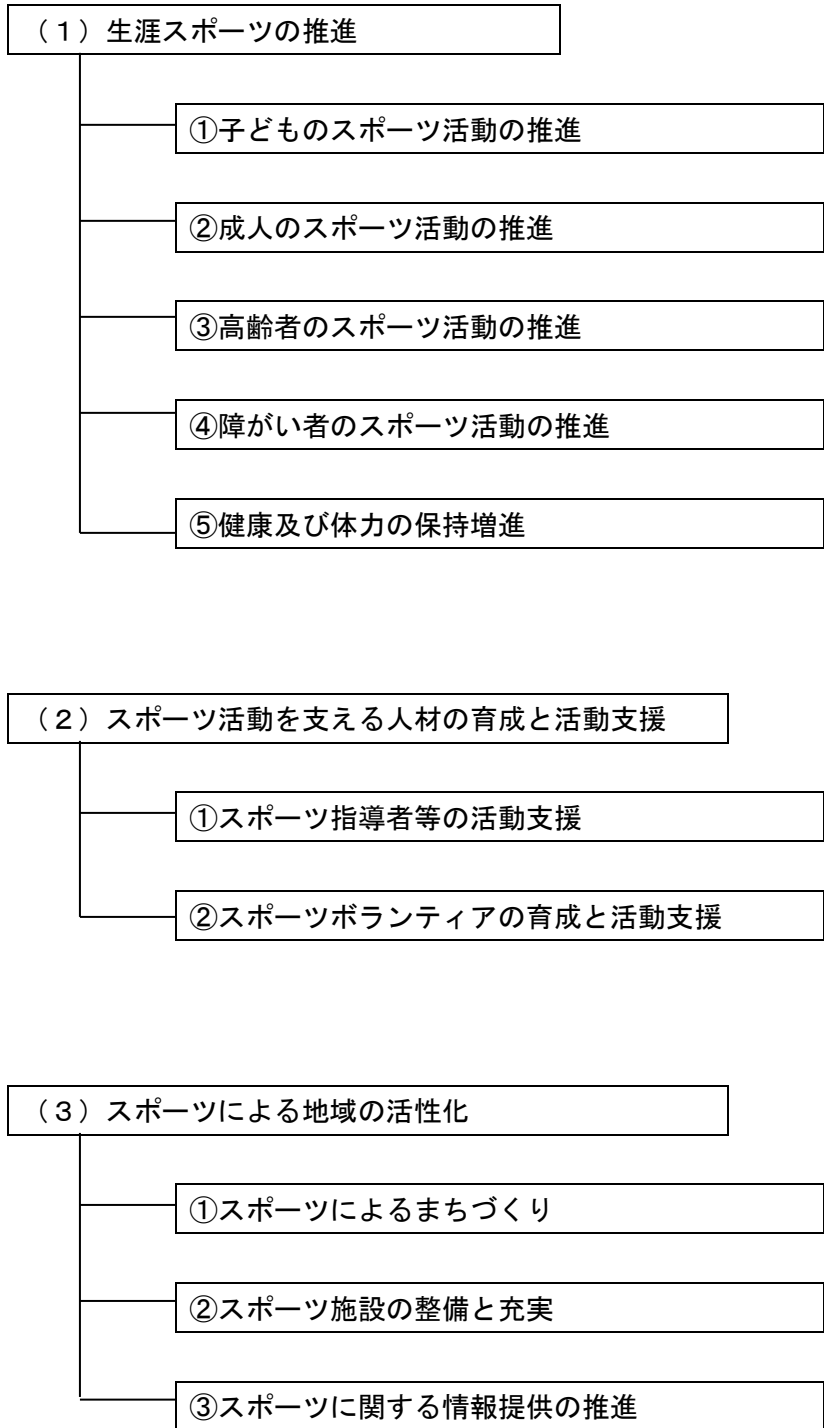 （１）生涯スポーツの推進
①子どものスポーツ活動の推進
②成人のスポーツ活動の推進
③高齢者のスポーツ活動の推進
④障がい者のスポーツ活動の推進
⑤健康及び体力の保持増進
（２）スポーツ活動を支える人材の育成と活動支援
①スポーツ指導者等の活動支援
②スポーツボランティアの育成と活動支援
（３）スポーツによる地域の活性化
①スポーツによるまちづくり
②スポーツ施設の整備と充実
③スポーツに関する情報提供の推進